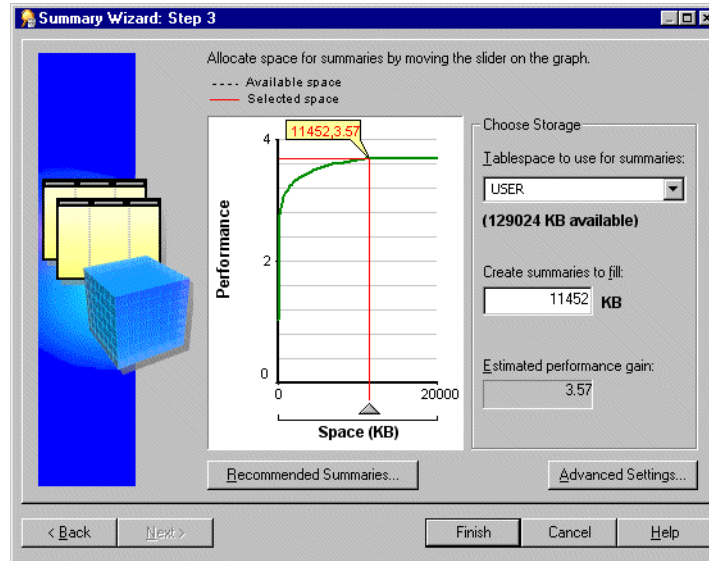 Summary Wizard: Step 3
Allocate space for summaries by moving the slider on the graph.
Available space
Selected space
11452,3.57
4
2
0
Performance
0
20000
Space (KB)
Choose Storage
Tablespace to use for summaries:
USER
(129024 KB available)
Create summaries to fill:
11452 KB
Estimated performance gain:
3.57
Recommended Summaries...
Advanced Settings...
< Back
Next >
Finish
Cancel
Help